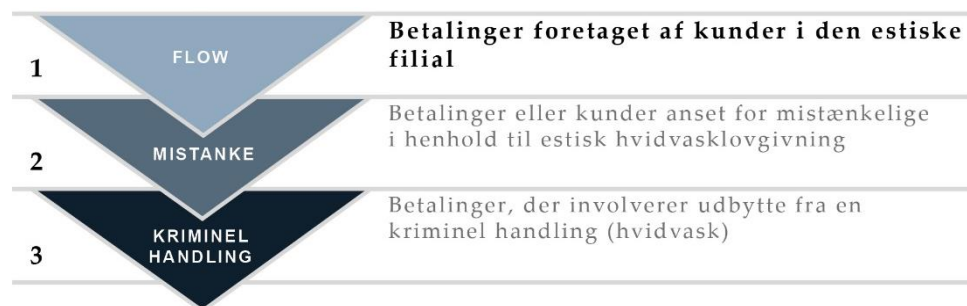 1
FLOW
Betalinger foretaget af kunder i den estiske
filial
2
MISTANKE
Betalinger eller kunder anset for mistænkelige
i henhold til estisk hvidvasklovgivning
3
KRIMINEL
HANDLING
Betalinger, der involverer udbytte fra en
kriminel handling (hvidvask)